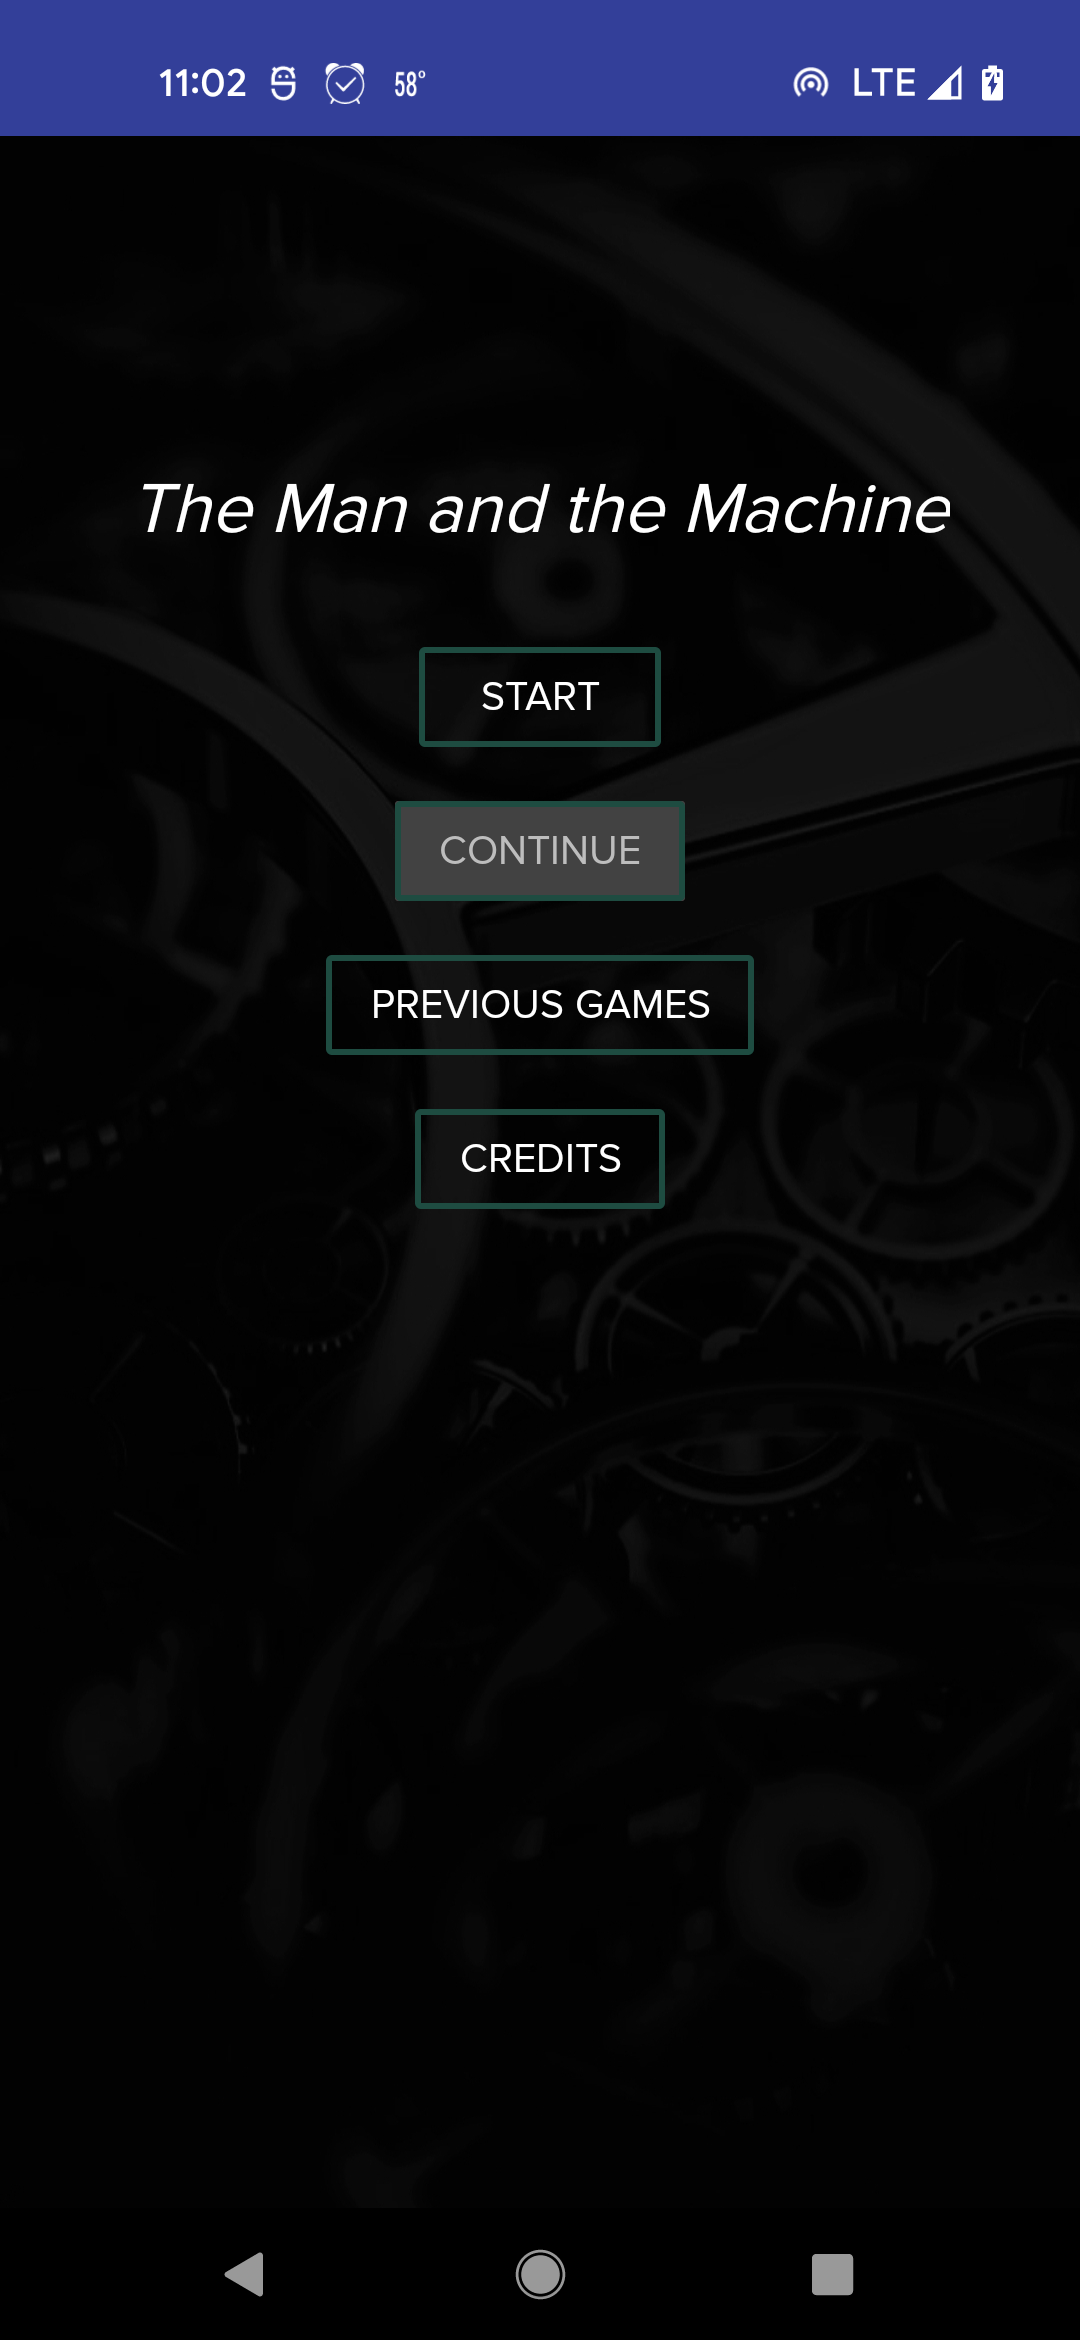 11:02 58° LTE
The Man and the Machine
START
CONTINUE
PREVIOUS GAMES
CREDITS